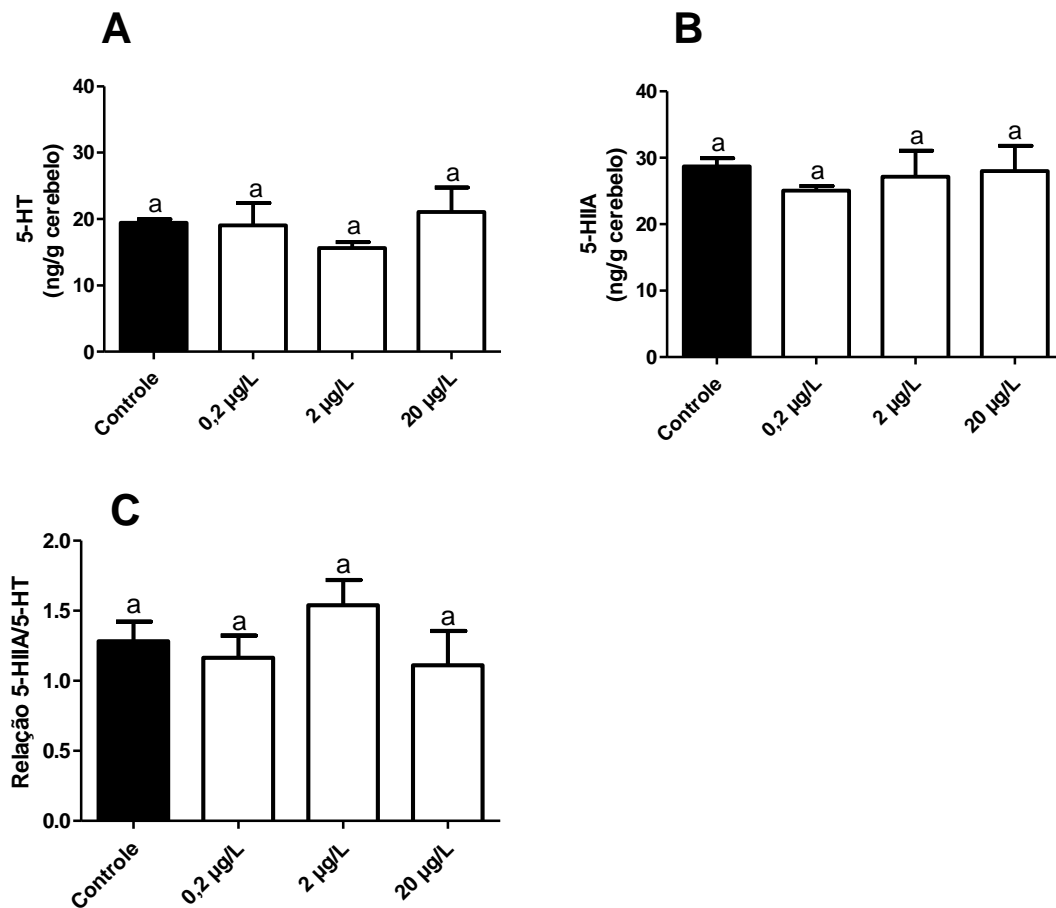 A
5-HT
(ng/g cerebelo)
40
30
20
10
0
a
a
a
a
Controle
0,2 µg/L
2 µg/L
20 µg/L
B
5-HIIA
(ng/g cerebelo)
40
30
20
10
0
a
a
a
a
Controle
0,2 µg/L
2 µg/L
20 µg/L
C
Relação 5-HIIA/5-HT
2.0
1.5
1.0
0.5
0.0
a
a
a
a
Controle
0,2 µg/L
2 µg/L
20 µg/L